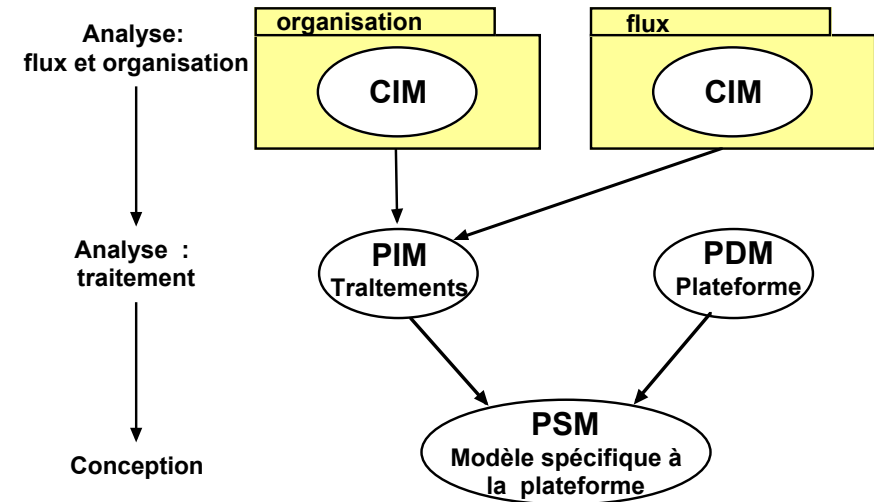 Analyse:
flux et organisation
organisation
flux
CIM
CIM
Analyse :
traitement
PIM
Traltements
PDM
Plateforme
Conception
PSM
Modèle spécifique à
la plateforme